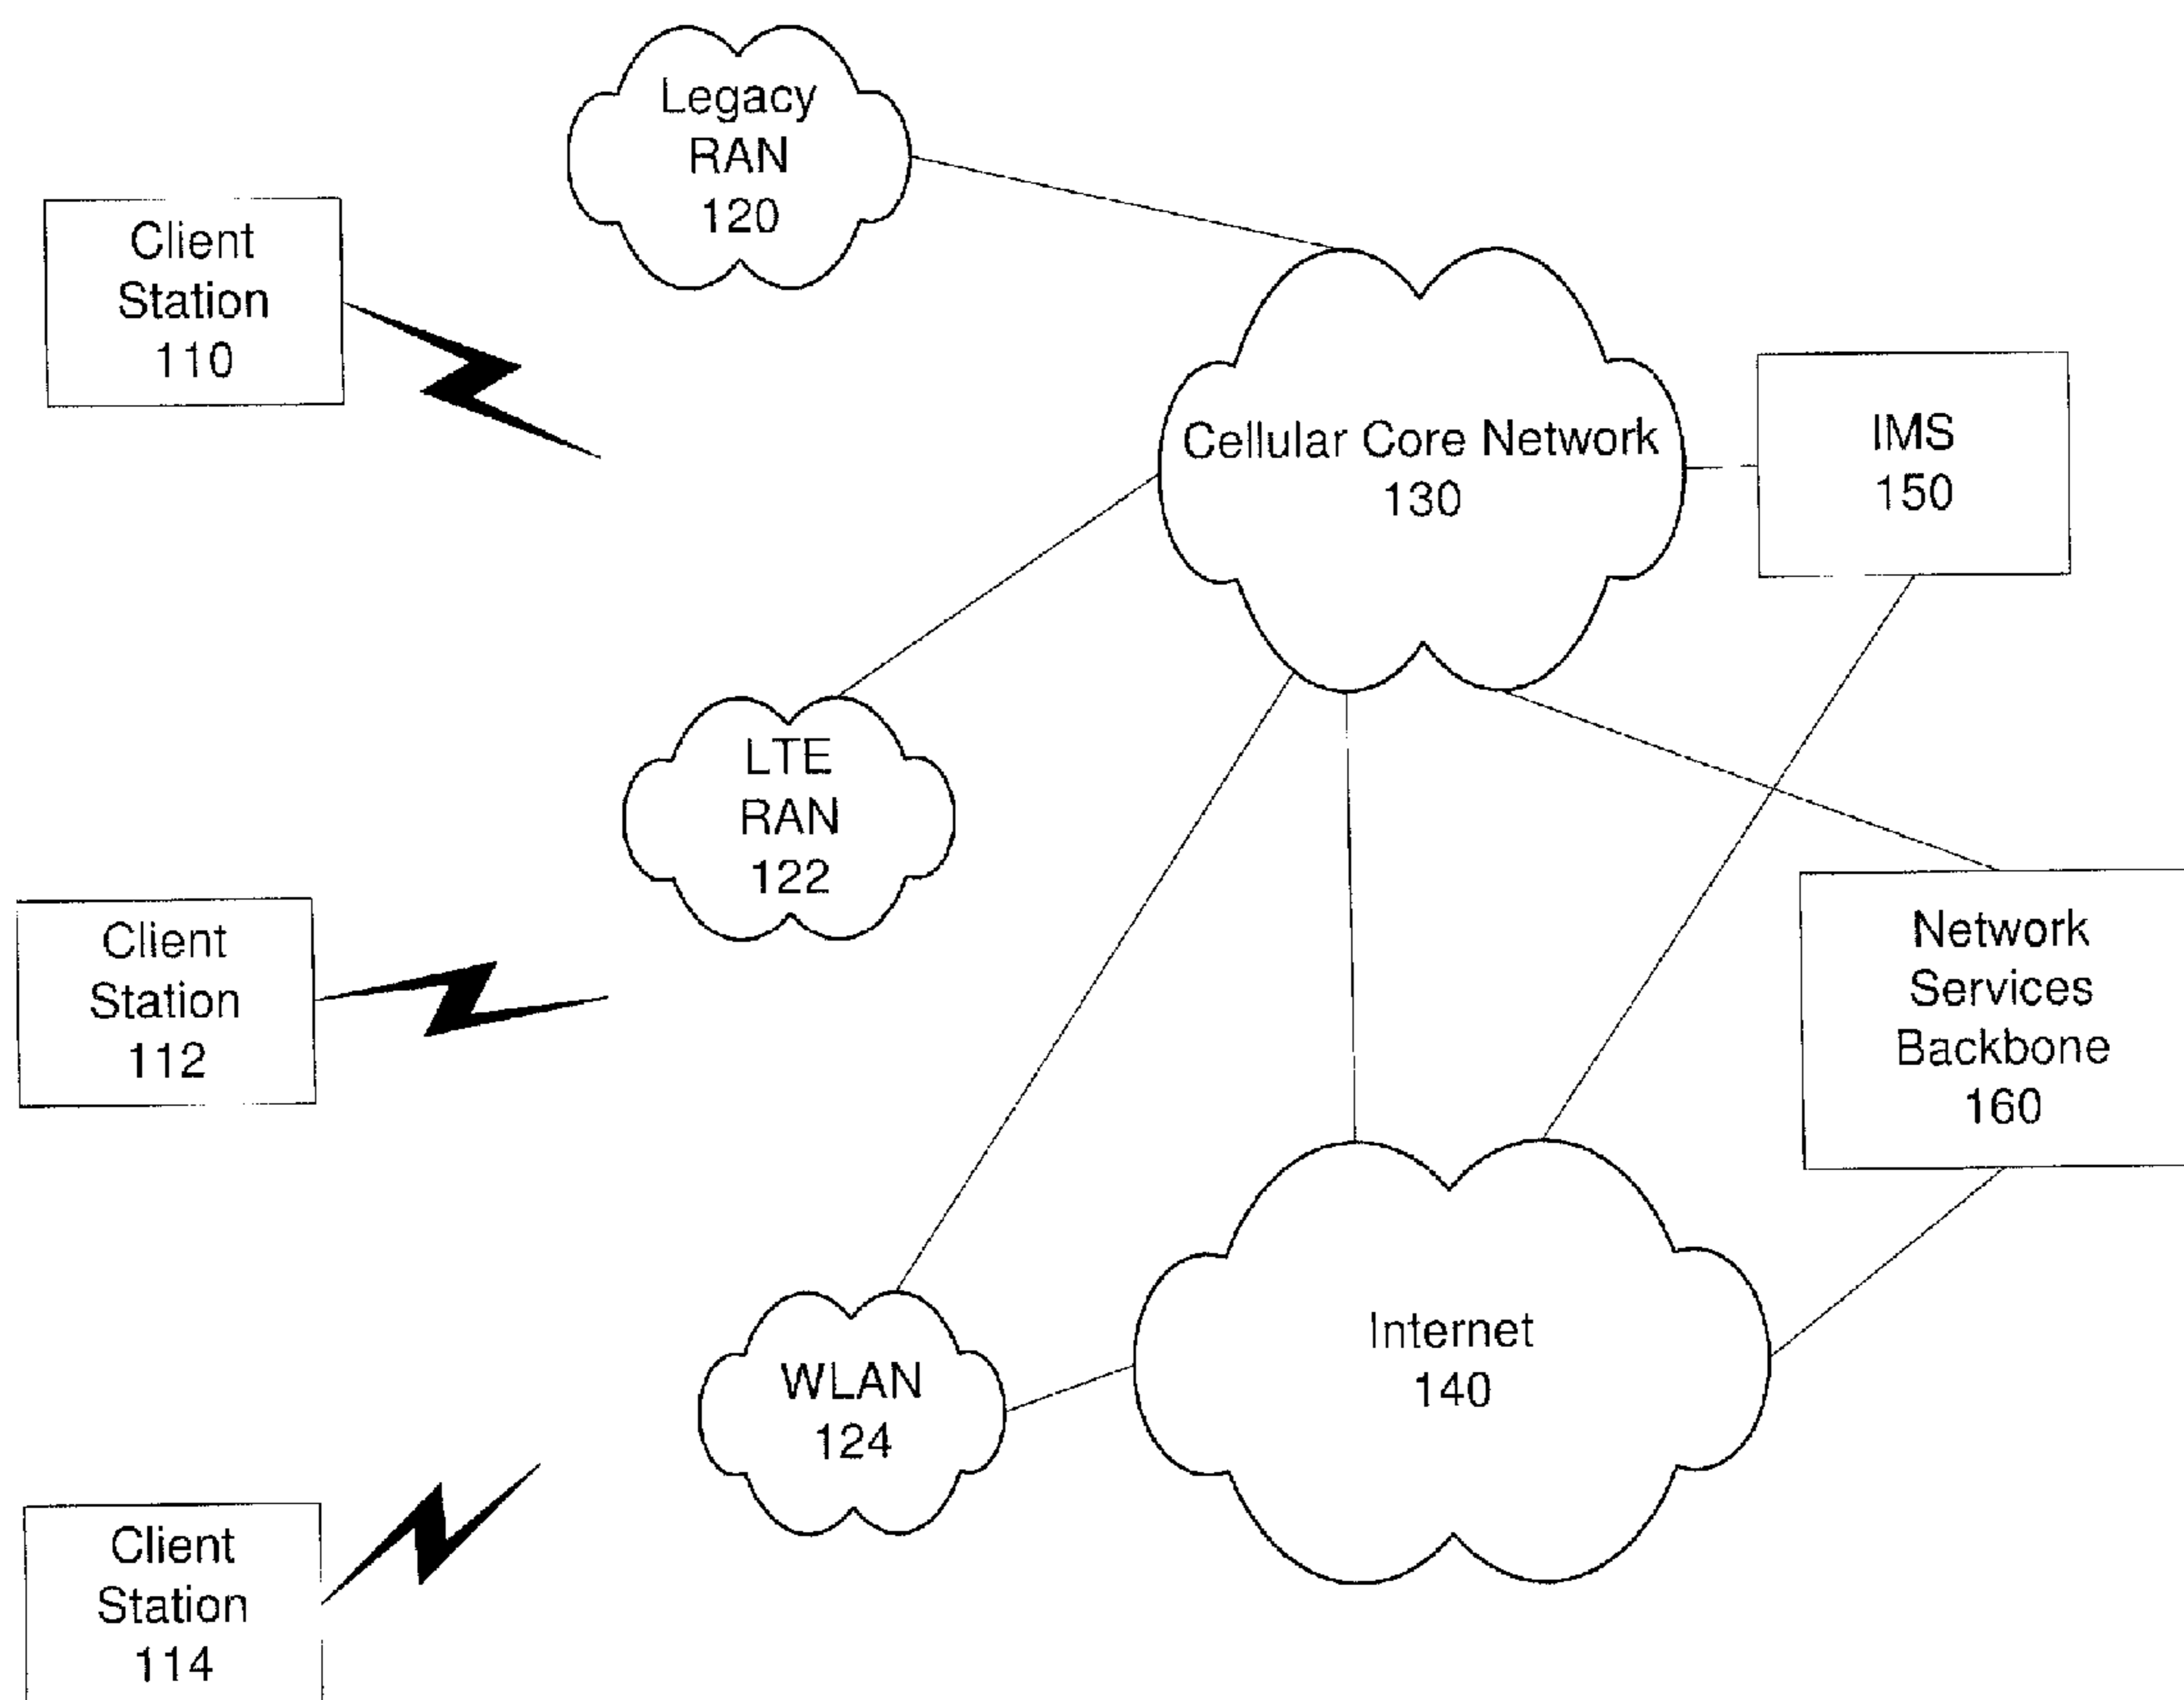 Legacy
RAN
120
Client
Station
110
Cellular Core Network
130
IMS
150
LTE
RAN
122
Client
Station
112
Network
Services
Backbone
160
Internet
140
WLAN
124
Client
Station
114